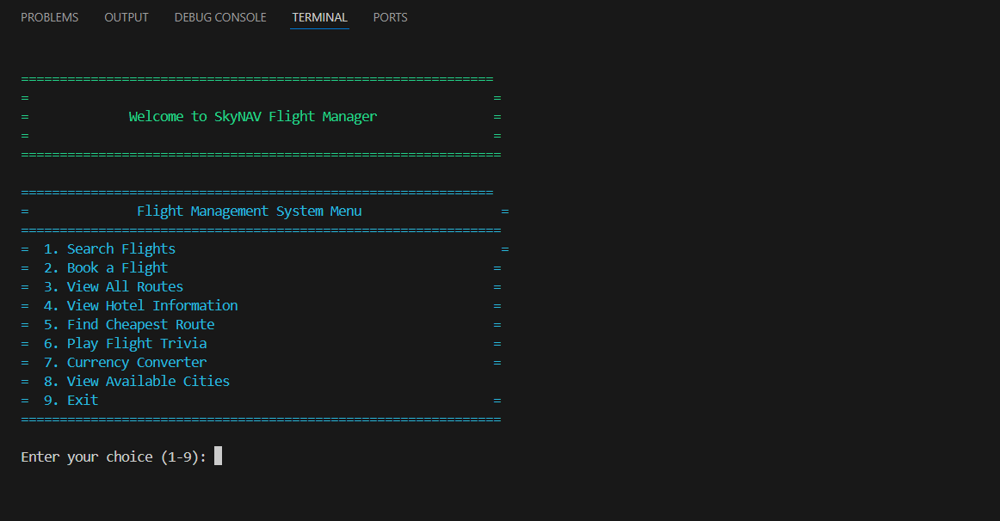 PROBLEMS OUTPUT DEBUG CONSOLE TERMINAL PORTS
=============================================================
=                                                            =
=             Welcome to SkyNAV Flight Manager               =
=                                                            =
==============================================================
=============================================================
=              Flight Management System Menu                  =
==============================================================
=  1. Search Flights                                          =
=  2. Book a Flight                                          =
=  3. View All Routes                                        =
=  4. View Hotel Information                                 =
=  5. Find Cheapest Route                                    =
=  6. Play Flight Trivia                                     =
=  7. Currency Converter                                     =
=  8. View Available Cities                                  =
=  9. Exit                                                   =
==============================================================
Enter your choice (1-9):